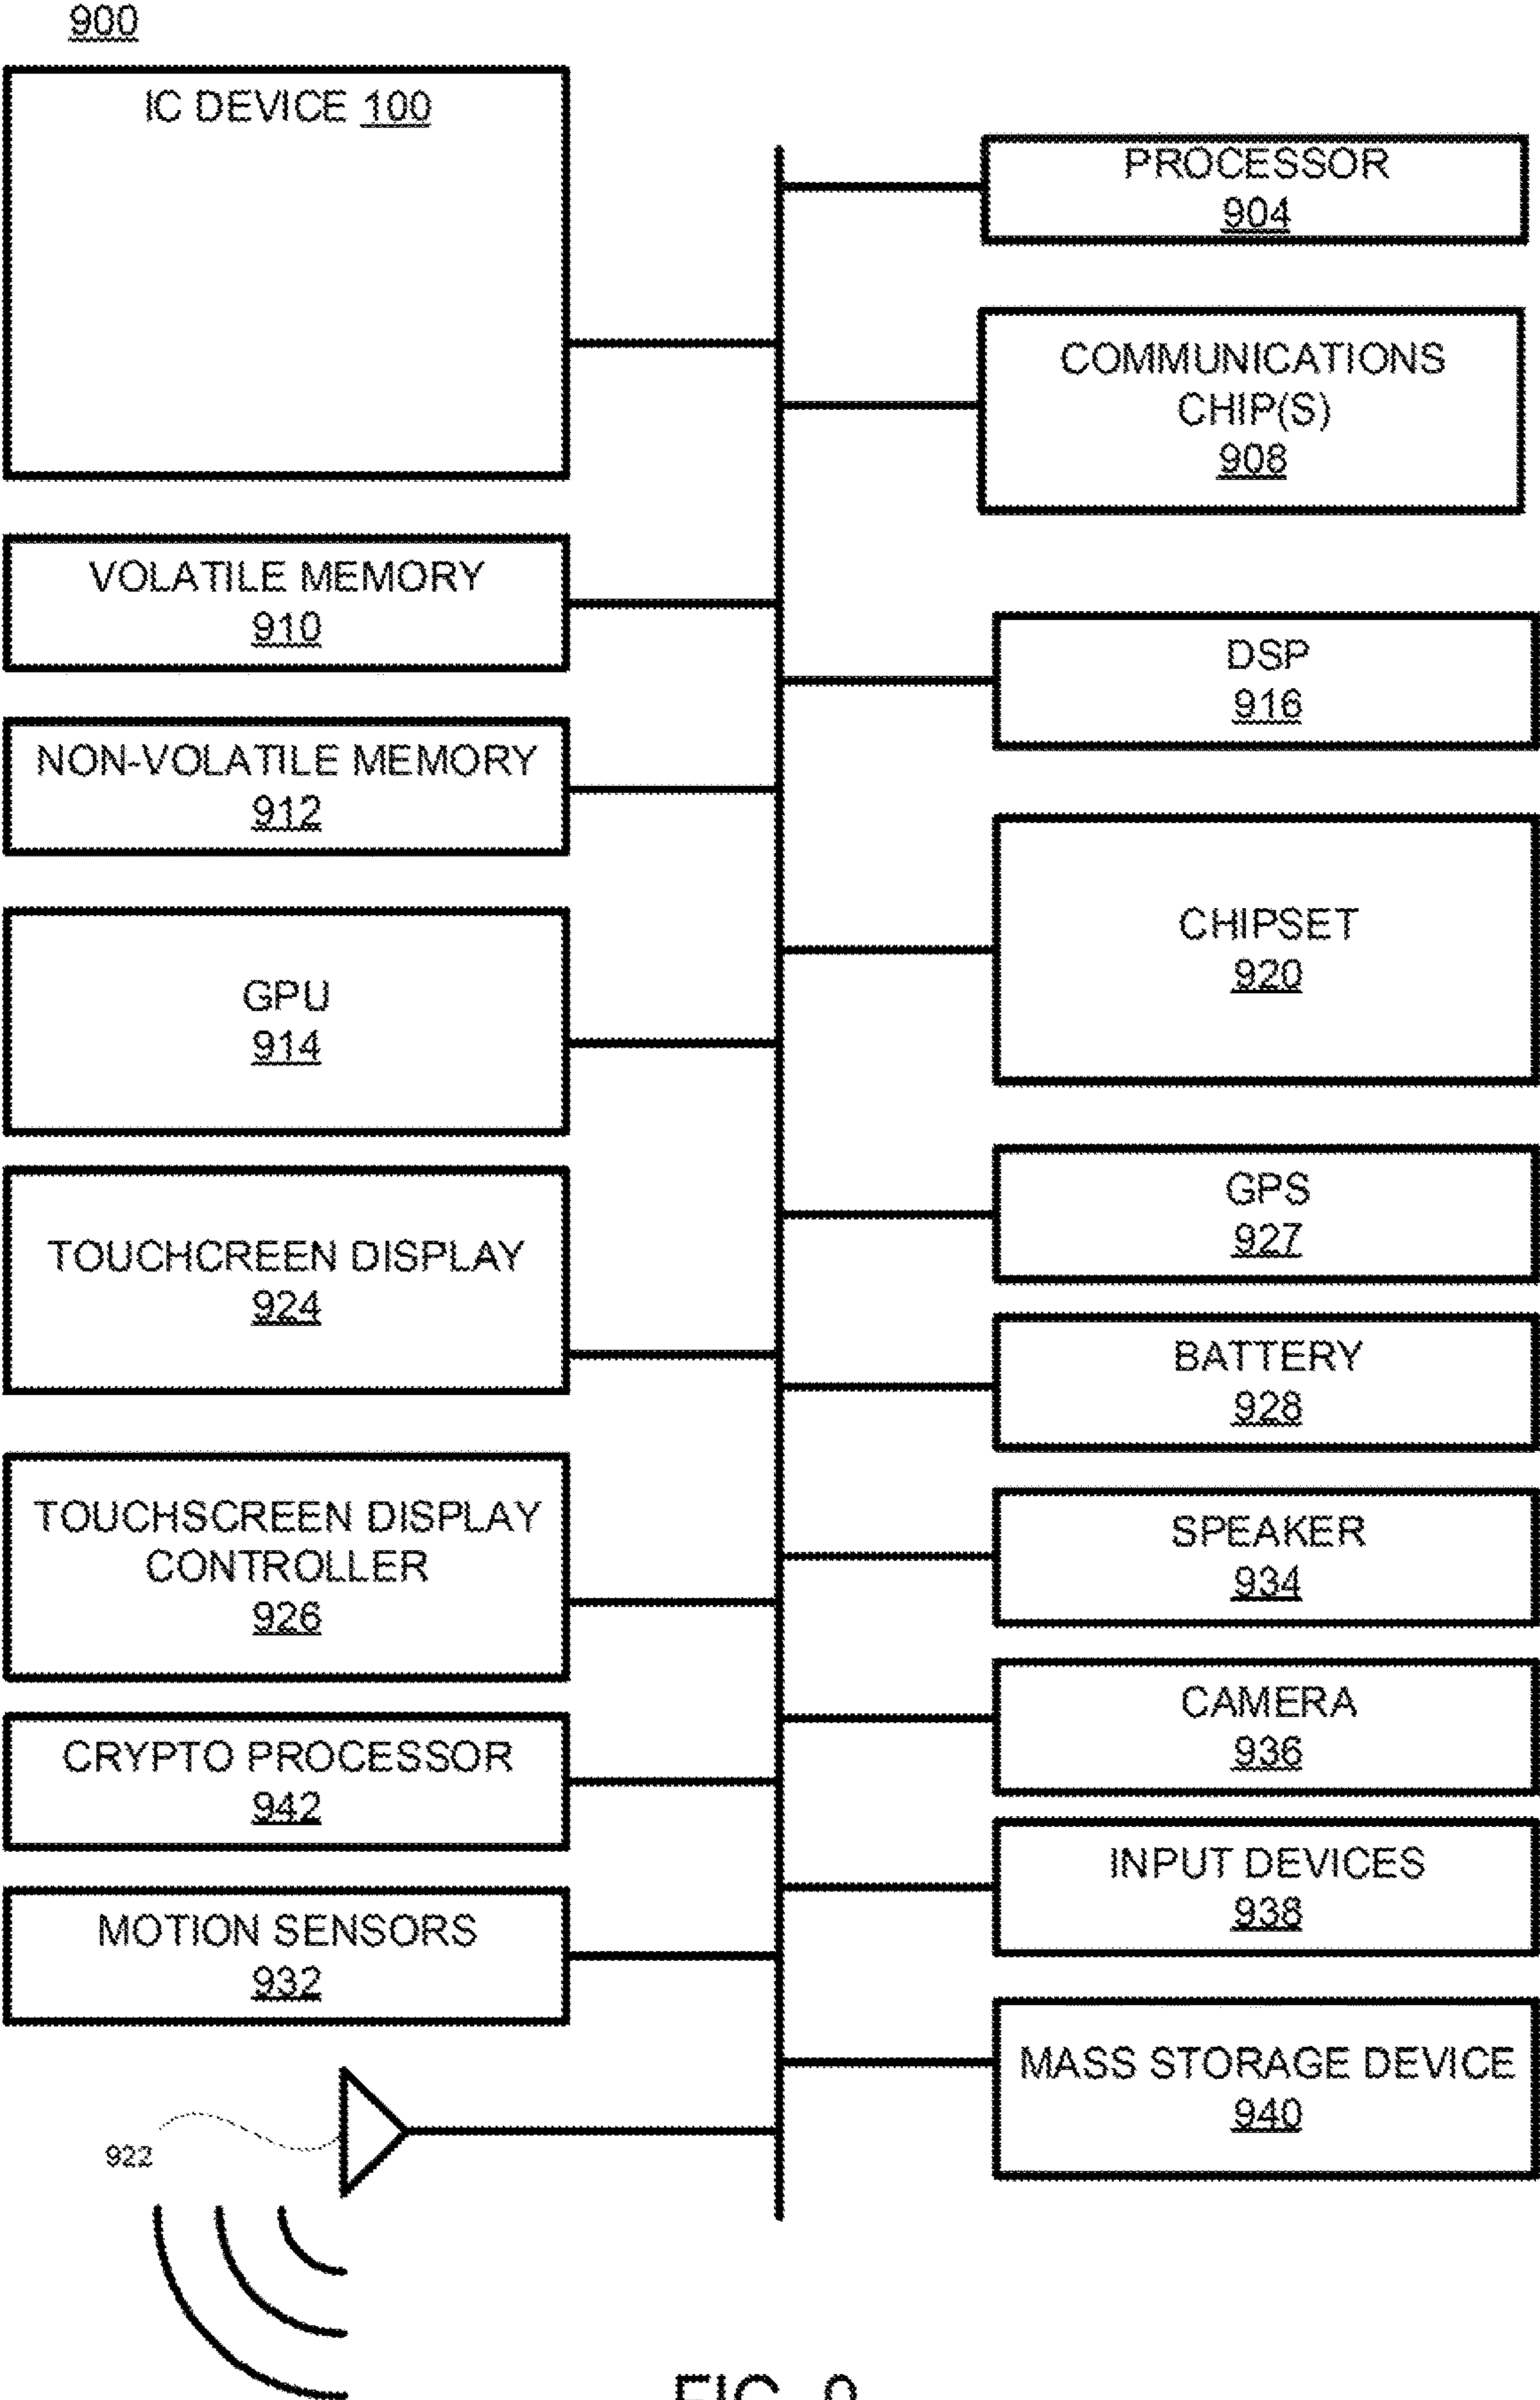 900
IC DEVICE 100
PROCESSOR
904
COMMUNICATIONS
CHIP(S)
908
VOLATILE MEMORY
910
DSP
916
NON-VOLATILE MEMORY
912
CHIPSET
920
GPU
914
GPS
927
TOUCHCREEN DISPLAY
924
BATTERY
928
TOUCHSCREEN DISPLAY
CONTROLLER
926
SPEAKER
934
CAMERA
936
CRYPTO PROCESSOR
942
INPUT DEVICES
938
MOTION SENSORS
932
MASS STORAGE DEVICE
940
922
FIG. 9